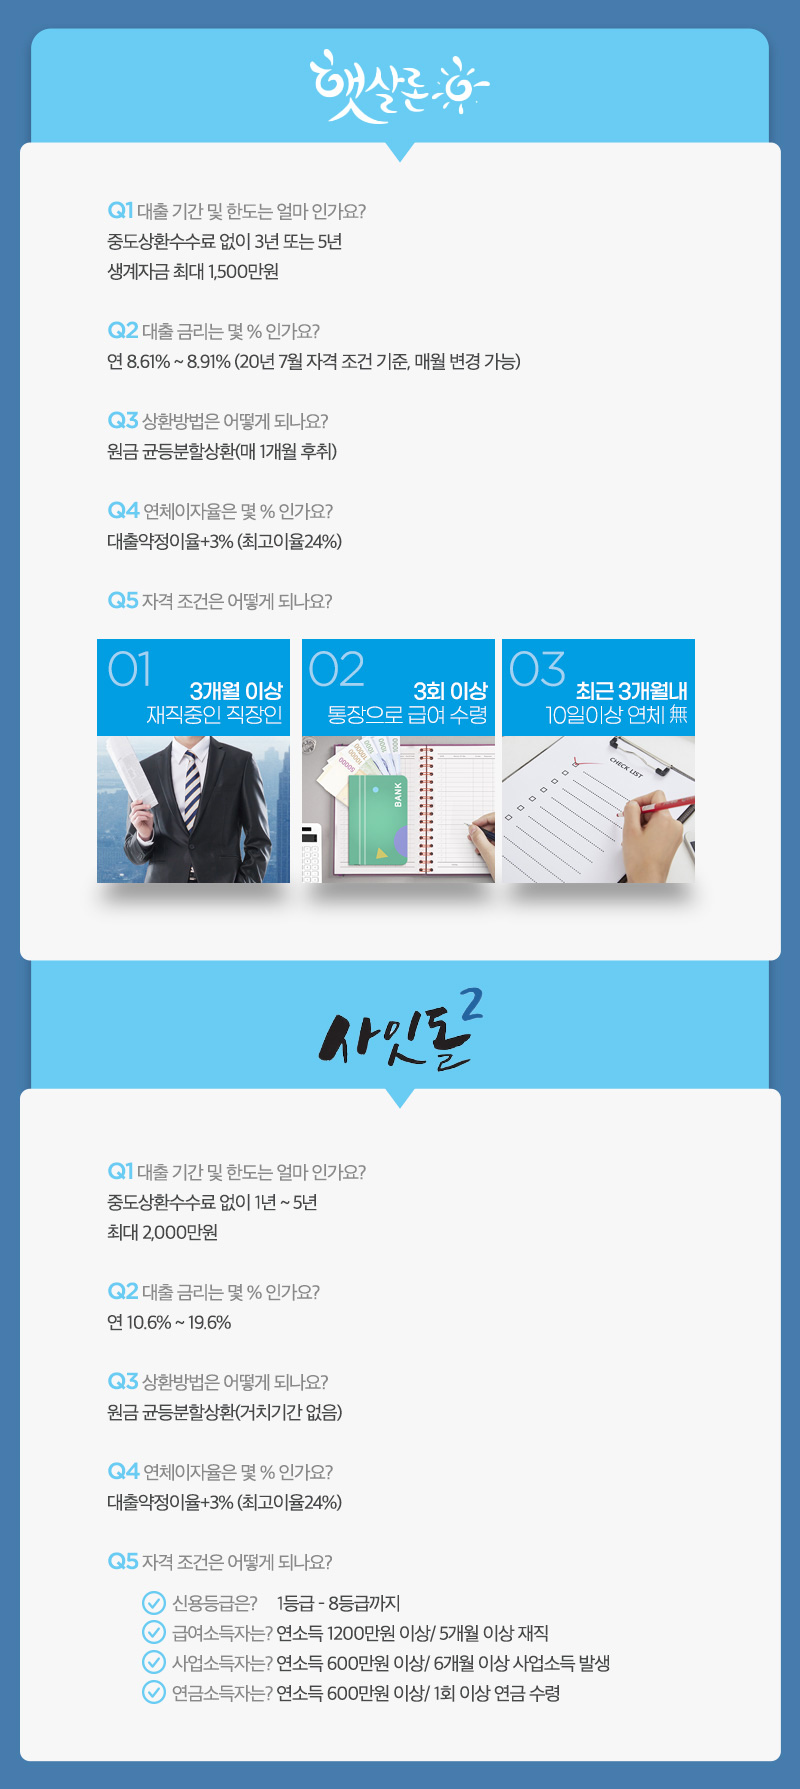 햇살론
Q1 대출 기간 및 한도는 얼마 인가요?
중도상환수수료 없이 3년 또는 5년
생계자금 최대 1,500만원
Q2 대출 금리는 몇 % 인가요?
연 8.61% ~ 8.91% (20년 7월 자격 조건 기준, 매월 변경 가능)
Q3 상환방법은 어떻게 되나요?
원금 균등분할상환(매 1개월 후취)
Q4 연체이자율은 몇 % 인가요?
대출약정이율+3% (최고이율24%)
Q5 자격 조건은 어떻게 되나요?
01
3개월 이상
재직중인 직장인
02
3회 이상
통장으로 급여 수령
03
최근 3개월내
10일이상 연체 無
BANK
CHECK LIST
사잇돌2
Q1 대출 기간 및 한도는 얼마 인가요?
중도상환수수료 없이 1년 ~ 5년
최대 2,000만원
Q2 대출 금리는 몇 % 인가요?
연 10.6% ~ 19.6%
Q3 상환방법은 어떻게 되나요?
원금 균등분할상환(거치기간 없음)
Q4 연체이자율은 몇 % 인가요?
대출약정이율+3% (최고이율24%)
Q5 자격 조건은 어떻게 되나요?
신용등급은? 1등급 - 8등급까지
급여소득자는? 연소득 1200만원 이상/ 5개월 이상 재직
사업소득자는? 연소득 600만원 이상/ 6개월 이상 사업소득 발생
연금소득자는? 연소득 600만원 이상/ 1회 이상 연금 수령